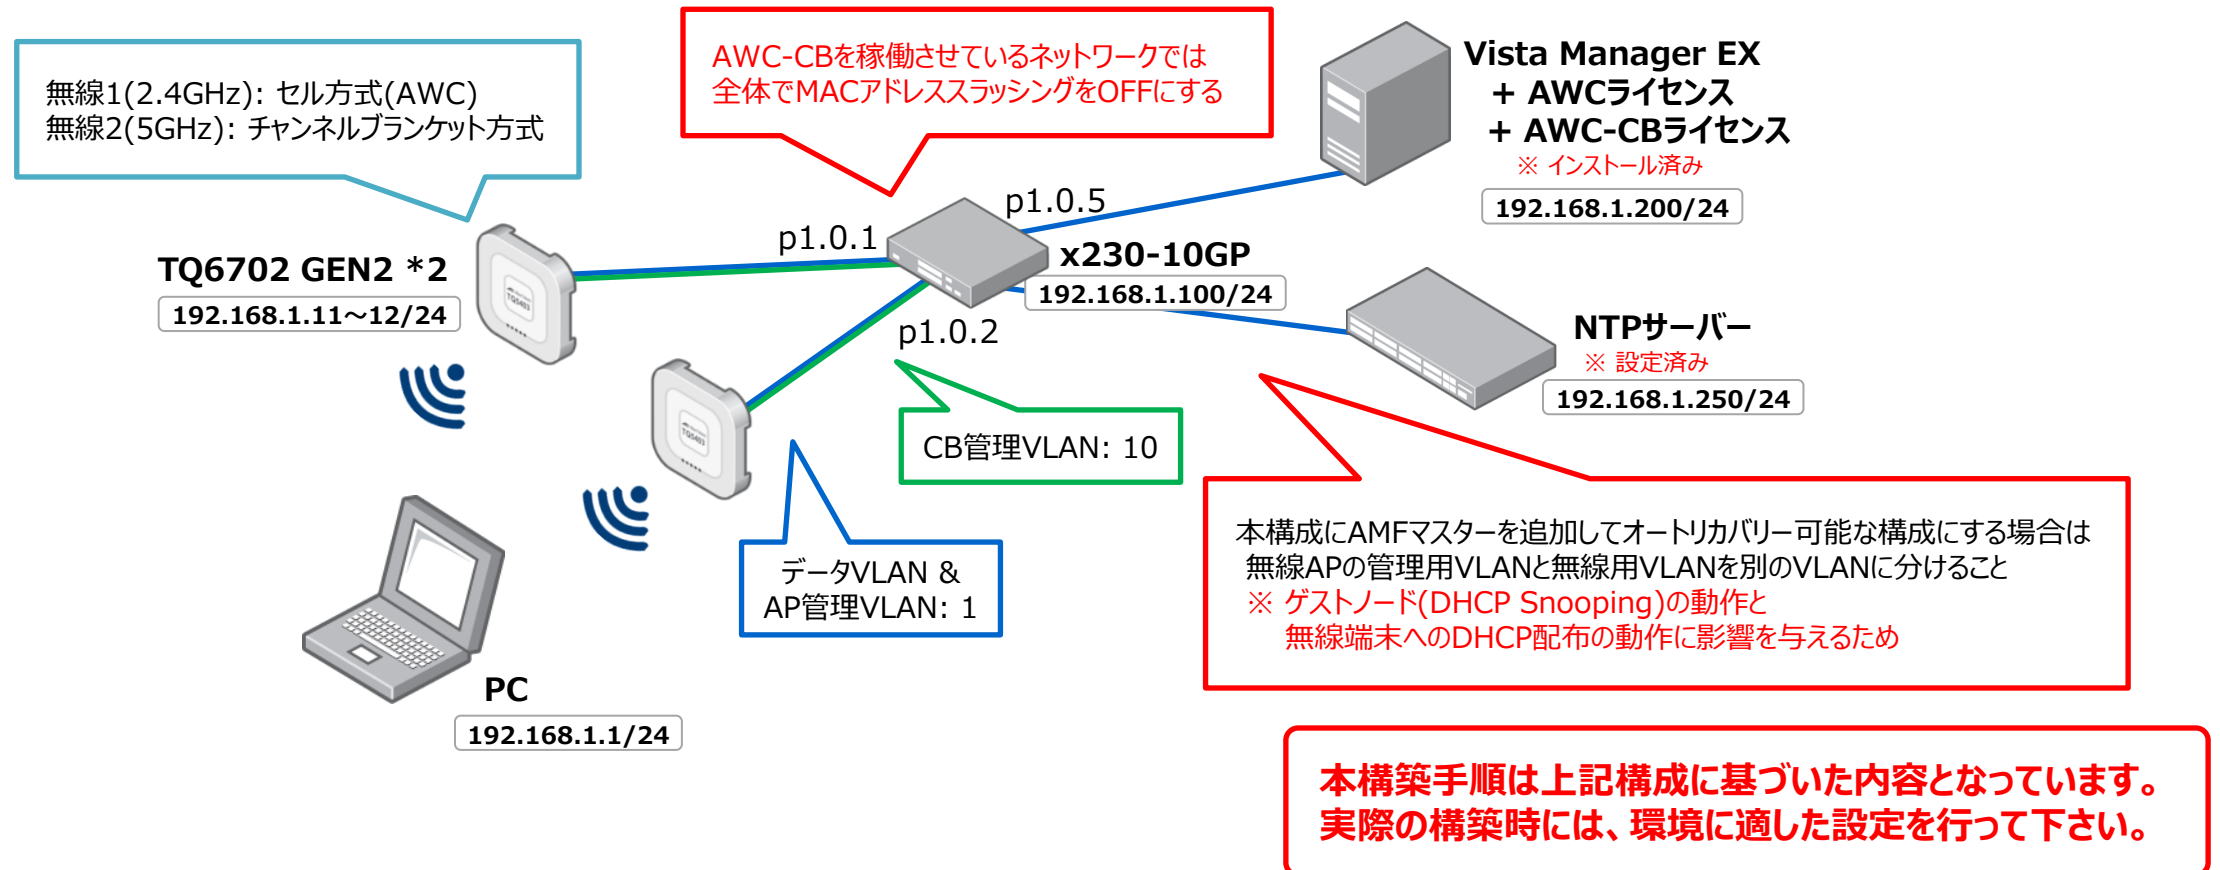 無線1(2.4GHz): セル方式(AWC)
無線2(5GHz): チャンネルブランケット方式
AWC-CBを稼働させているネットワークでは
全体でMACアドレススラッシングをOFFにする
Vista Manager EX
+ AWCライセンス
+ AWC-CBライセンス
※ インストール済み
192.168.1.200/24
p1.0.5
p1.0.1
x230-10GP
192.168.1.100/24
TQ6702 GEN2 *2
192.168.1.11～12/24
TQ5403
p1.0.2
NTPサーバー
※ 設定済み
192.168.1.250/24
TQ5403
CB管理VLAN: 10
データVLAN &
AP管理VLAN: 1
本構成にAMFマスターを追加してオートリカバリー可能な構成にする場合は
無線APの管理用VLANと無線用VLANを別のVLANに分けること
※ ゲストノード(DHCP Snooping)の動作と
無線端末へのDHCP配布の動作に影響を与えるため
PC
192.168.1.1/24
本構築手順は上記構成に基づいた内容となっています。
実際の構築時には、環境に適した設定を行って下さい。